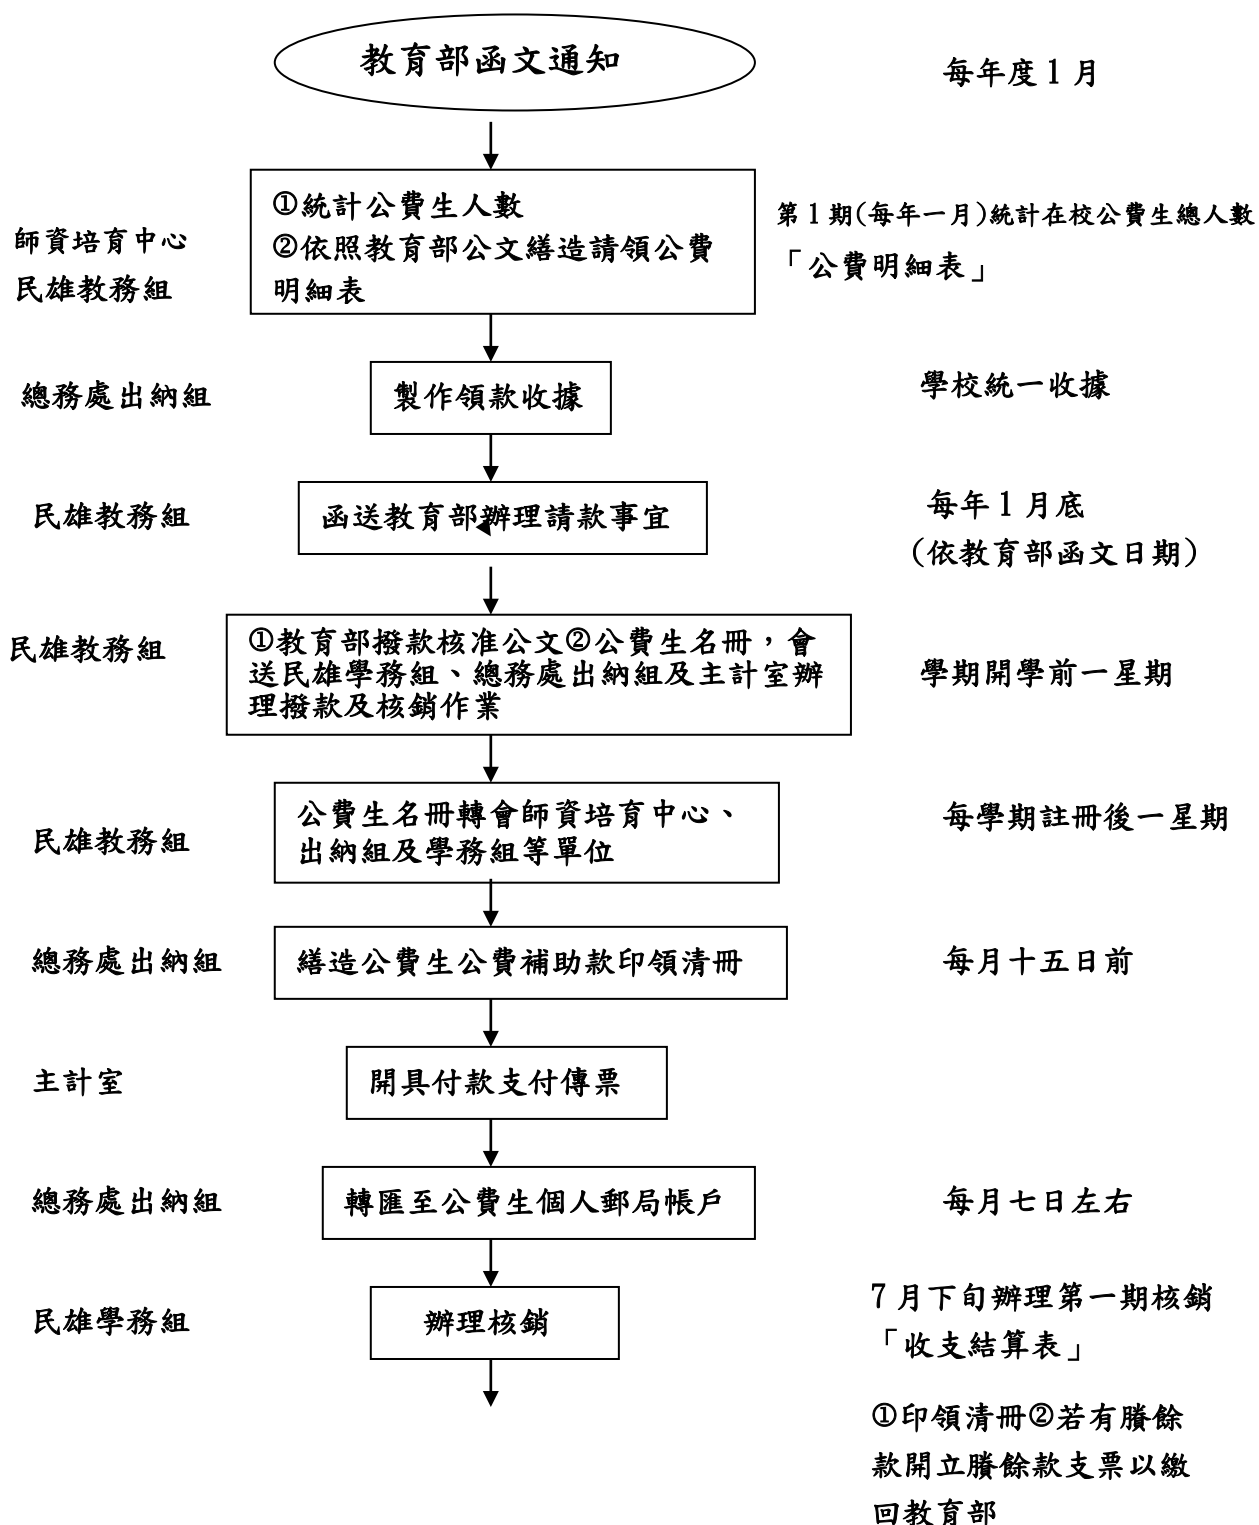 教育部函文通知
每年度1月
師資培育中心
民雄教務組
①統計公費生人數
②依照教育部公文繕造請領公費
明細表
第1期(每年一月)統計在校公費生總人數
「公費明細表」
總務處出納組
製作領款收據
學校統一收據
民雄教務組
函送教育部辦理請款事宜
每年1月底
(依教育部函文日期)
民雄教務組
①教育部撥款核准公文②公費生名冊，會
送民雄學務組、總務處出納組及主計室辦
理撥款及核銷作業
學期開學前一星期
民雄教務組
公費生名冊轉會師資培育中心、
出納組及學務組等單位
每學期註冊後一星期
總務處出納組
繕造公費生公費補助款印領清冊
每月十五日前
主計室
開具付款支付傳票
總務處出納組
轉匯至公費生個人郵局帳戶
每月七日左右
民雄學務組
辦理核銷
7月下旬辦理第一期核銷
「收支結算表」
①印領清冊②若有賸餘
款開立賸餘款支票以繳
回教育部